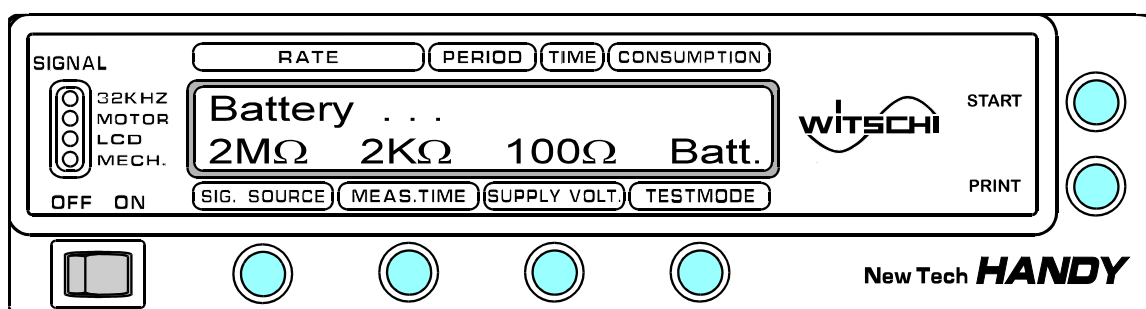 SIGNAL
32KHZ
MOTOR
LCD
MECH.
OFF ON
RATE PERIOD TIME CONSUMPTION
Battery . . .
2MΩ 2KΩ 100Ω Batt.
SIG. SOURCE MEAS.TIME SUPPLY VOLT. TESTMODE
WITSCHI
START
PRINT
New Tech HANDY